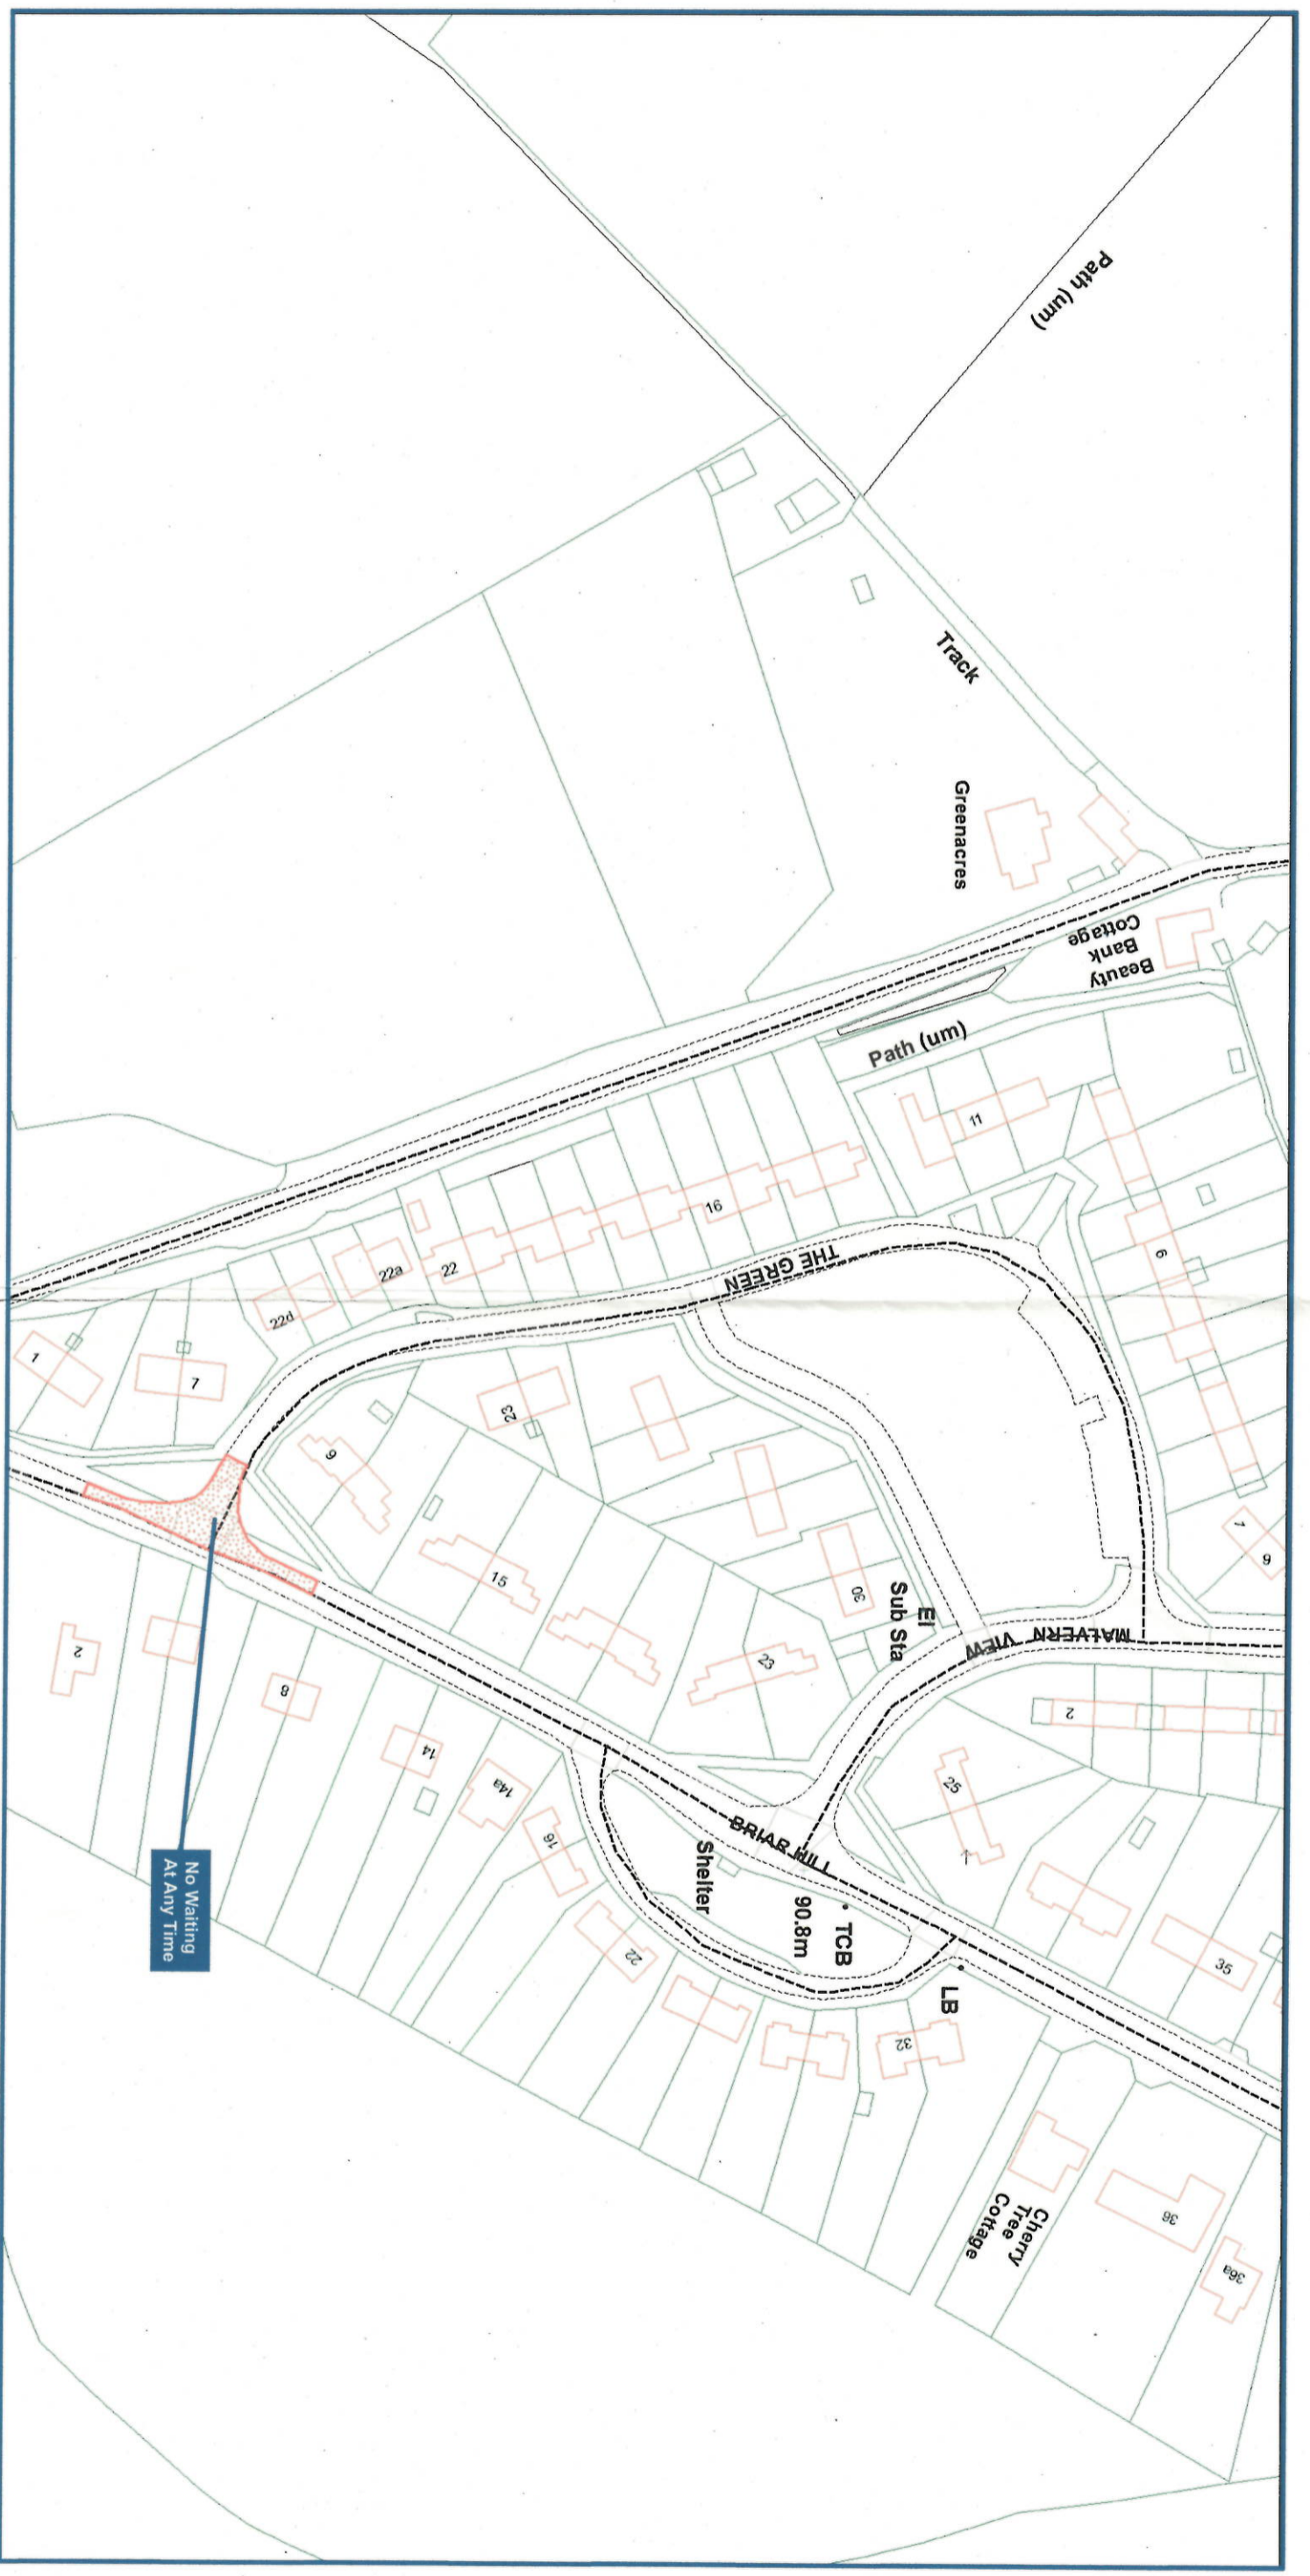 Path (um)
Track
Greenacres
Beauty
Bank
Cottage
Path (um)
11
6
16
THE GREEN
22
22a
22d
1
7
9
23
15
30
El
Sub Sta
23
1
6
MALVERN VIEW
2
25
35
2
8
14
14a
16
22
32
BRIAR HILL
Shelter
90.8m
TCB
LB
Cherry
Tree
Cottage
36
36a
No Waiting
At Any Time